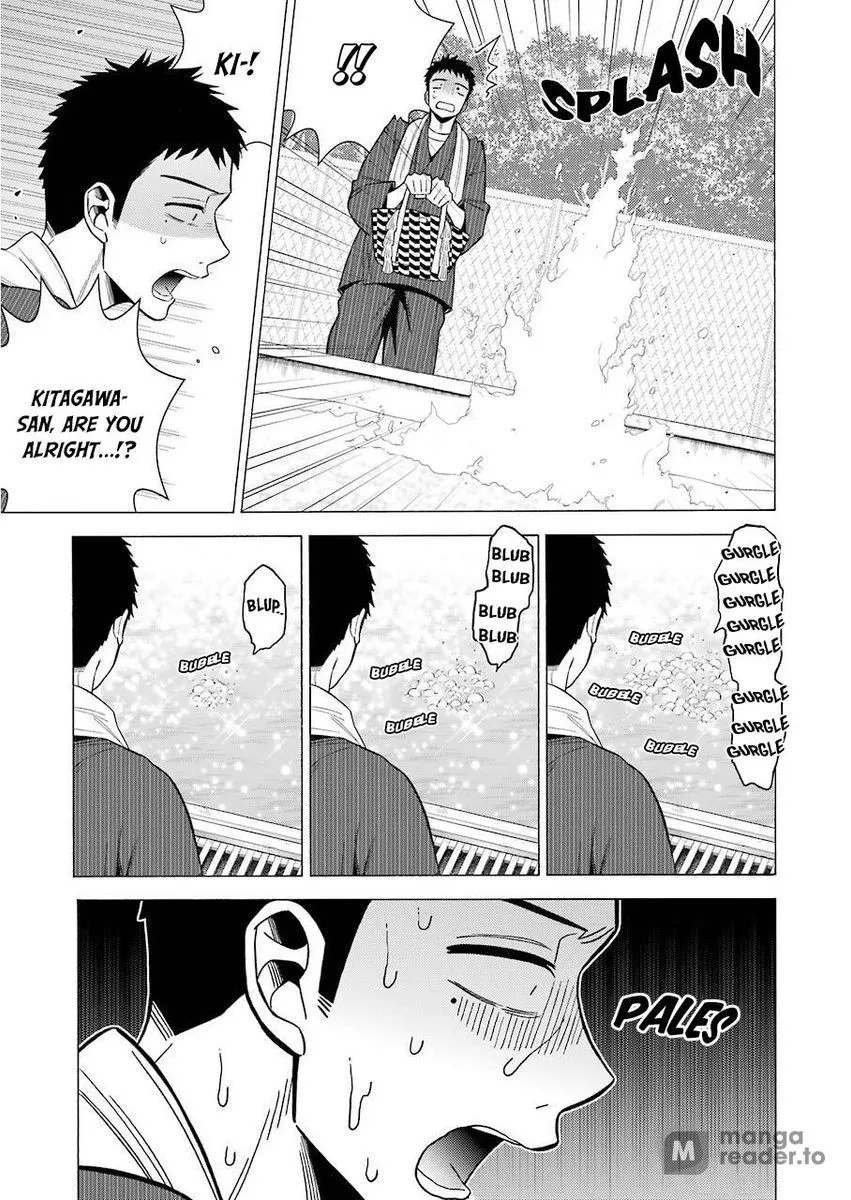 SPLASH
!!
KI-!
KITAGAWA-
SAN, ARE YOU
ALRIGHT...!?
GURGLE
GURGLE
GURGLE
GURGLE
GURGLE
GURGLE
GURGLE
GURGLE
BUBBLE
BUBBLE
BUBBLE
BLUB
BLUB
BLUB
BLUB
BUBBLE
BUBBLE
BLUP..
BUBBLE
PALES
M
manga
reader.to